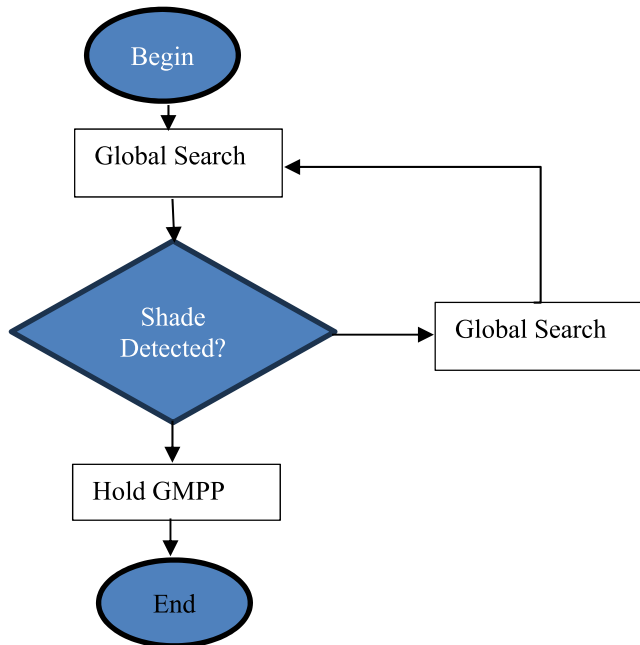 Begin
Global Search
Shade
Detected?
Global Search
Hold GMPP
End